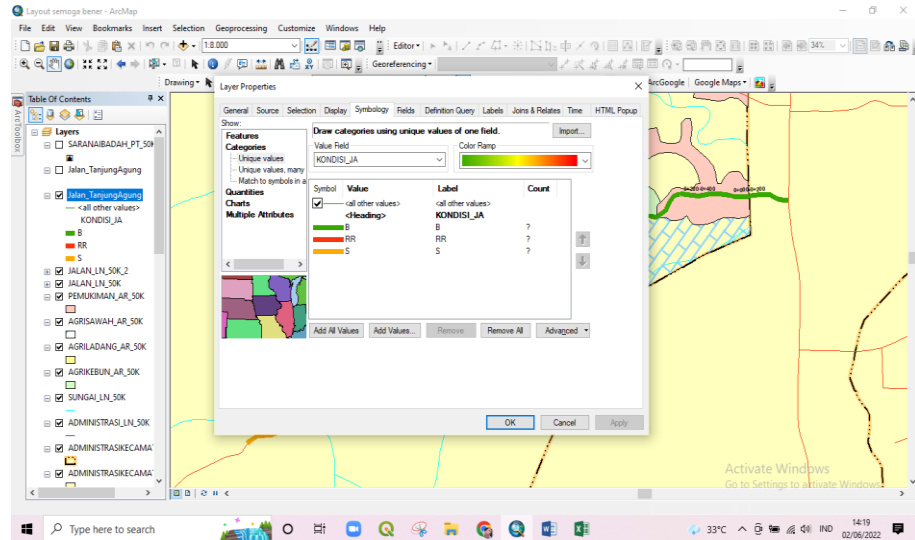 Layout semoga bener - ArcMap
File Edit View Bookmarks Insert Selection Geoprocessing Customize Windows Help
1:8.000 Editor 34%
Georeferencing
Drawing ArcGoogle Google Maps
ArcToolbox
Table Of Contents
Layers
SARANAIBADAH_PT_50K
Jalan_TanjungAgung
Jalan_TanjungAgung
<all other values>
KONDISI_JA
B
RR
S
JALAN_LN_50K_2
JALAN_LN_50K
PEMUKIMAN_AR_50K
AGRISAWAH_AR_50K
AGRILADANG_AR_50K
AGRIKEBUN_AR_50K
SUNGAI_LN_50K
ADMINISTRASI_LN_50K
ADMINISTRASIKECAMA
ADMINISTRASIKECAMA
Layer Properties
General Source Selection Display Symbology Fields Definition Query Labels Joins & Relates Time HTML Popup
Show:
Features
Categories
Unique values
Unique values, many
Match to symbols in a
Quantities
Charts
Multiple Attributes
Draw categories using unique values of one field.
Import...
Value Field
KONDISI_JA
Color Ramp
Symbol Value Label Count
<all other values> <all other values>
<Heading> KONDISI_JA
B B ?
RR RR ?
S S ?
Add All Values Add Values... Remove Remove All Advanced
OK Cancel Apply
Activate Windows
Go to Settings to activate Windows.
Type here to search
33°C IND 14:19
02/06/2022